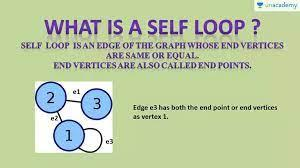 unacademy
WHAT IS A SELF LOOP ?
SELF LOOP IS AN EDGE OF THE GRAPH WHOSE END VERTICES
ARE SAME OR EQUAL.
END VERTICES ARE ALSO CALLED END POINTS.
e1
2
3
e2
1
e3
Edge e3 has both the end point or end vertices
as vertex 1.